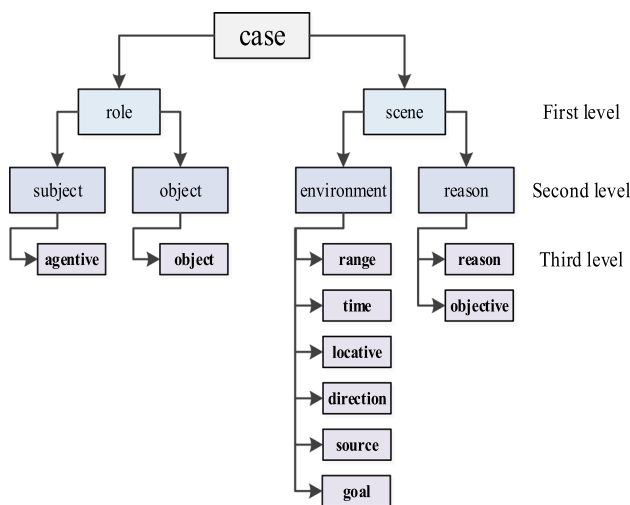 case
role
scene
First level
subject
object
environment
reason
Second level
agentive
object
range
reason
Third level
time
objective
locative
direction
source
goal